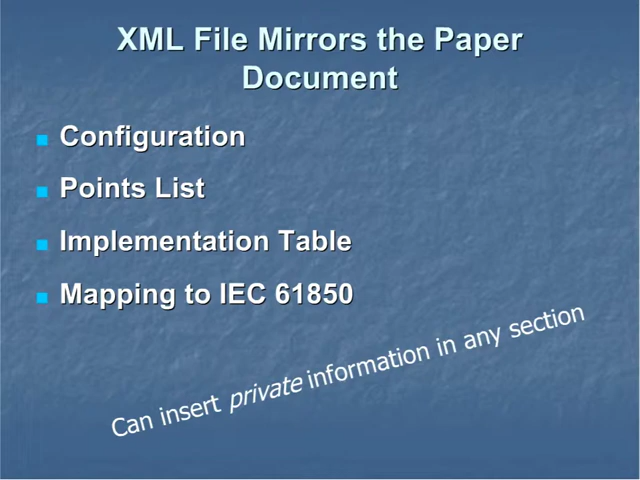 XML File Mirrors the Paper
Document
Configuration
Points List
Implementation Table
Mapping to IEC 61850
Can insert private information in any section